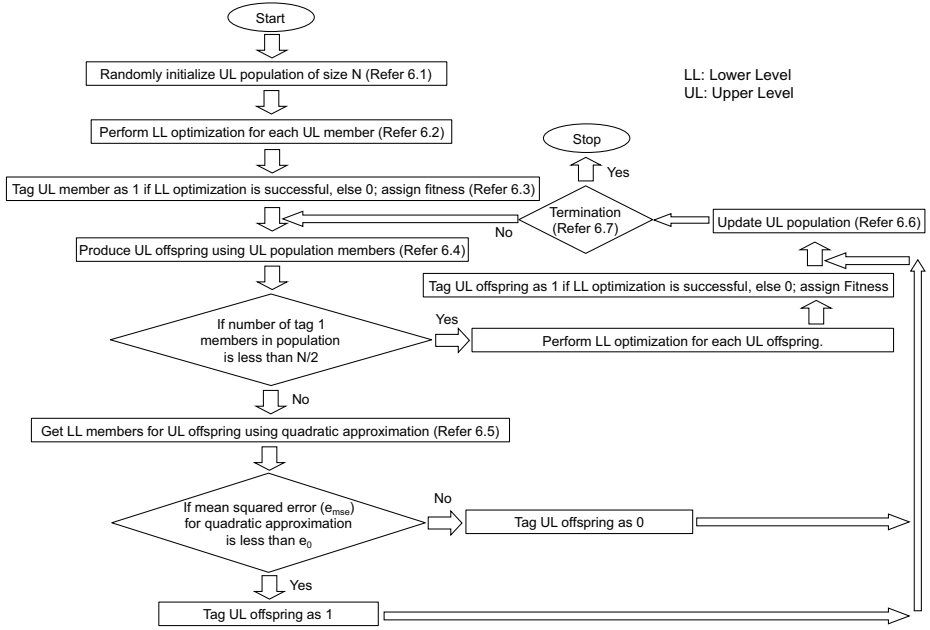 Start
Randomly initialize UL population of size N (Refer 6.1)
LL: Lower Level
UL: Upper Level
Perform LL optimization for each UL member (Refer 6.2)
Stop
Yes
Tag UL member as 1 if LL optimization is successful, else 0; assign fitness (Refer 6.3)
Termination
(Refer 6.7)
No
Update UL population (Refer 6.6)
Produce UL offspring using UL population members (Refer 6.4)
Tag UL offspring as 1 if LL optimization is successful, else 0; assign Fitness
If number of tag 1
members in population
is less than N/2
Yes
Perform LL optimization for each UL offspring.
No
Get LL members for UL offspring using quadratic approximation (Refer 6.5)
If mean squared error (e_mse)
for quadratic approximation
is less than e_0
No
Tag UL offspring as 0
Yes
Tag UL offspring as 1